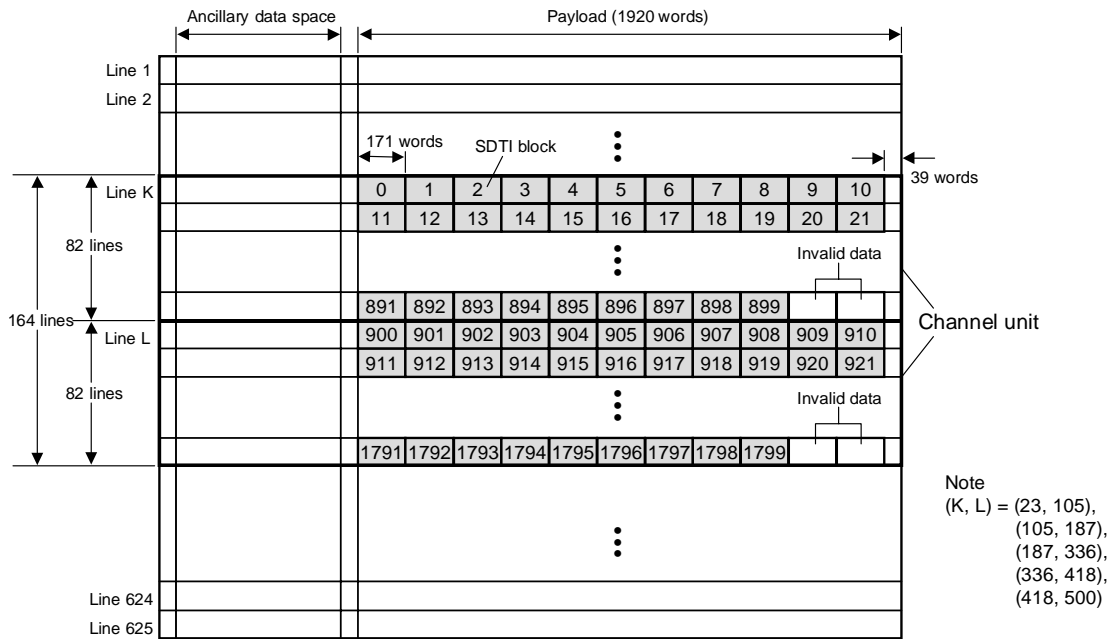 Ancillary data space
Payload (1920 words)
Line 1
Line 2
171 words
SDTI block
39 words
Line K
0 1 2 3 4 5 6 7 8 9 10
11 12 13 14 15 16 17 18 19 20 21
82 lines
Invalid data
891 892 893 894 895 896 897 898 899
164 lines
Channel unit
Line L
900 901 902 903 904 905 906 907 908 909 910
911 912 913 914 915 916 917 918 919 920 921
82 lines
Invalid data
1791 1792 1793 1794 1795 1796 1797 1798 1799
Note
(K, L) = (23, 105),
(105, 187),
(187, 336),
(336, 418),
(418, 500)
Line 624
Line 625